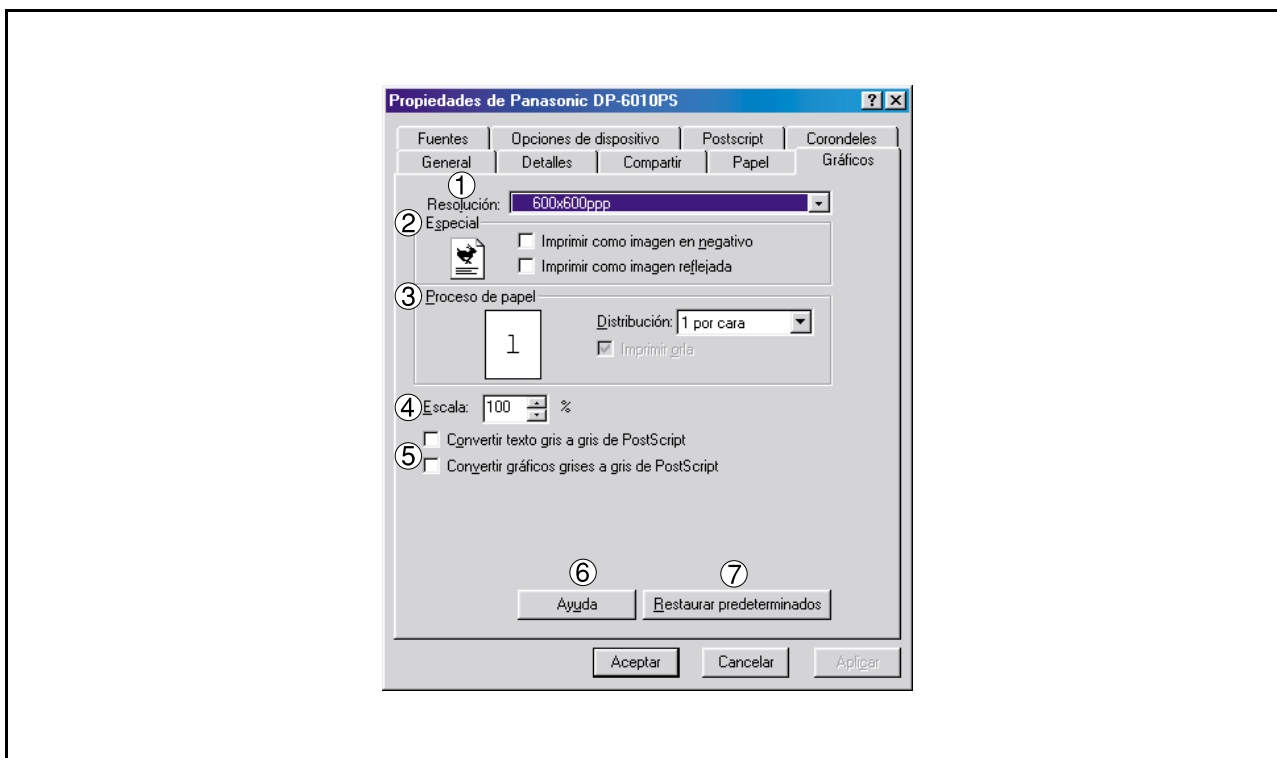 Propiedades de Panasonic DP-6010PS
Fuentes Opciones de dispositivo Postscript Corondeles
General Detalles Compartir Papel Gráficos
①
Resolución: 600x600ppp
② Especial
Imprimir como imagen en negativo
Imprimir como imagen reflejada
③ Proceso de papel
1
Distribución: 1 por cara
Imprimir orla
④ Escala: 100 %
Convertir texto gris a gris de PostScript
⑤
Convertir gráficos grises a gris de PostScript
⑥ ⑦
Ayuda Restaurar predeterminados
Aceptar Cancelar Aplicar